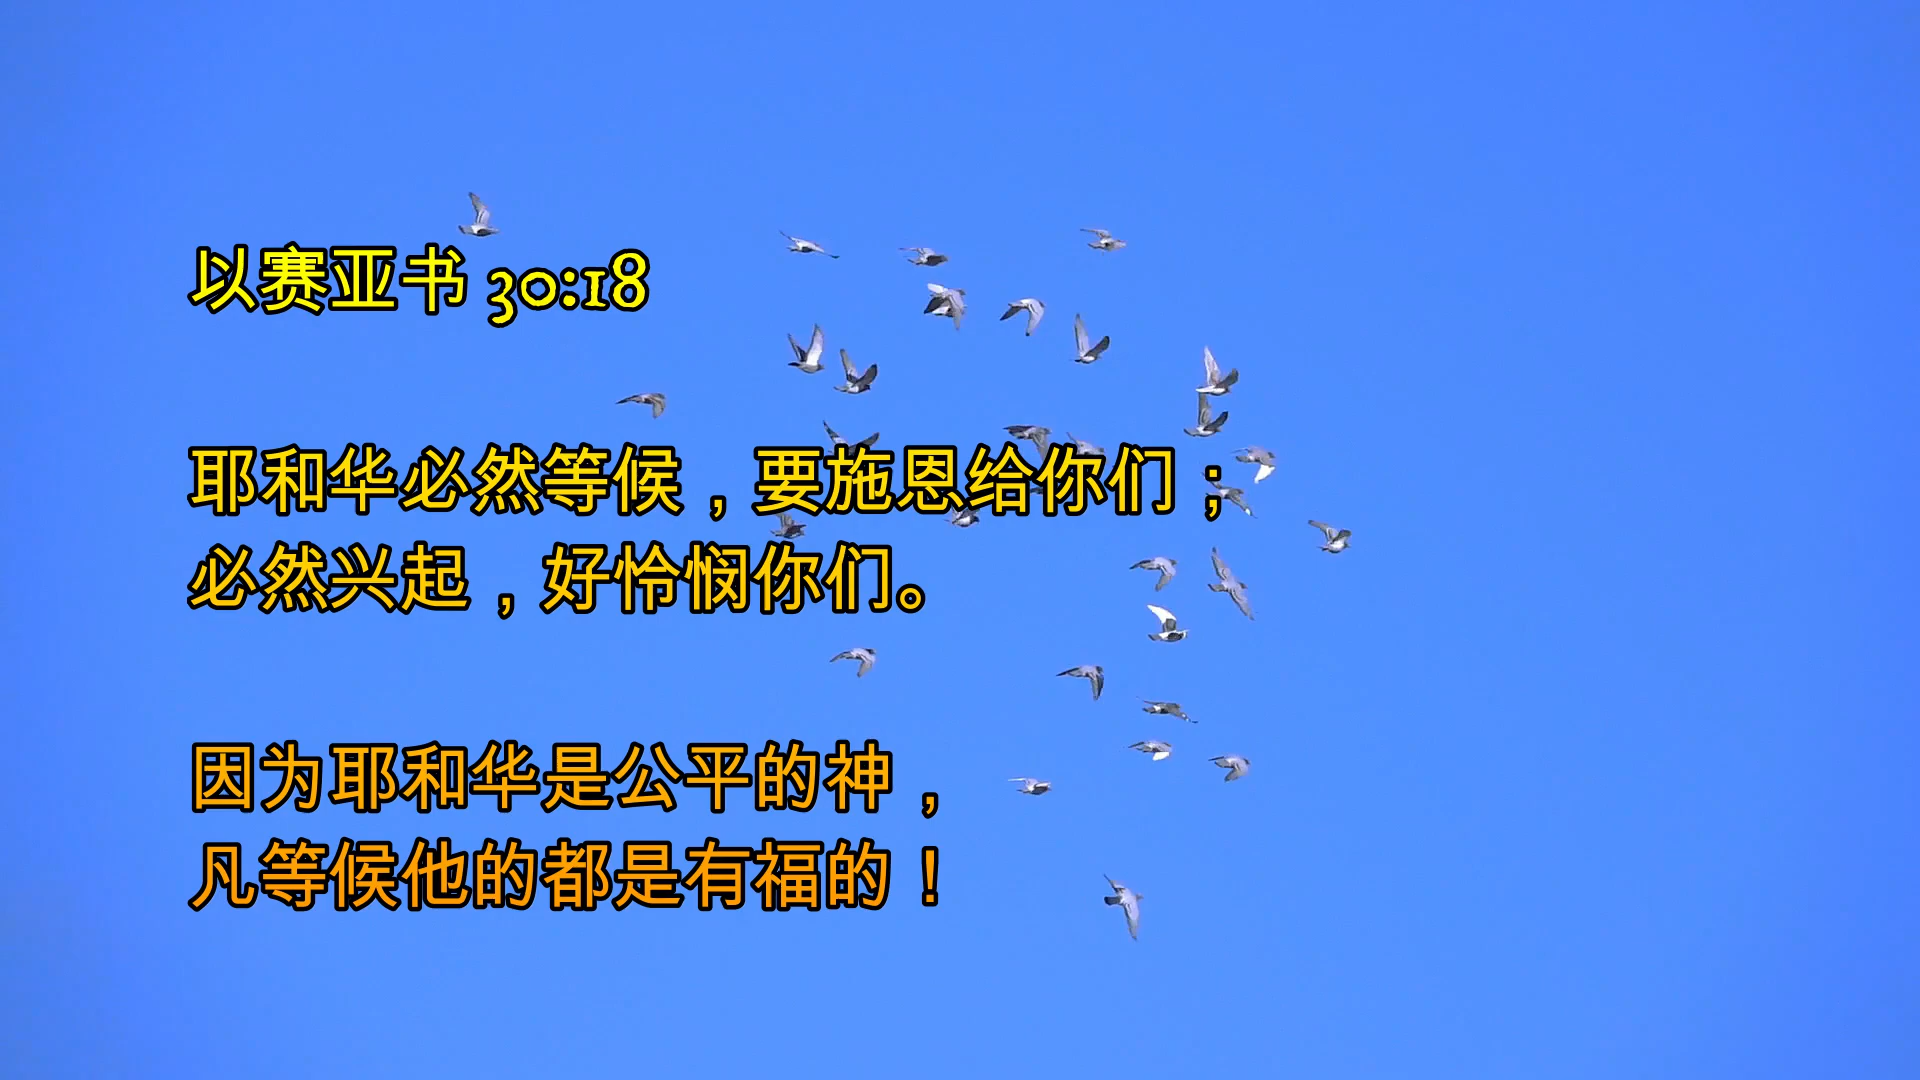 以赛亚书 30:18
耶和华必然等候，要施恩给你们；
必然兴起，好怜悯你们。
因为耶和华是公平的神，
凡等候他的都是有福的！